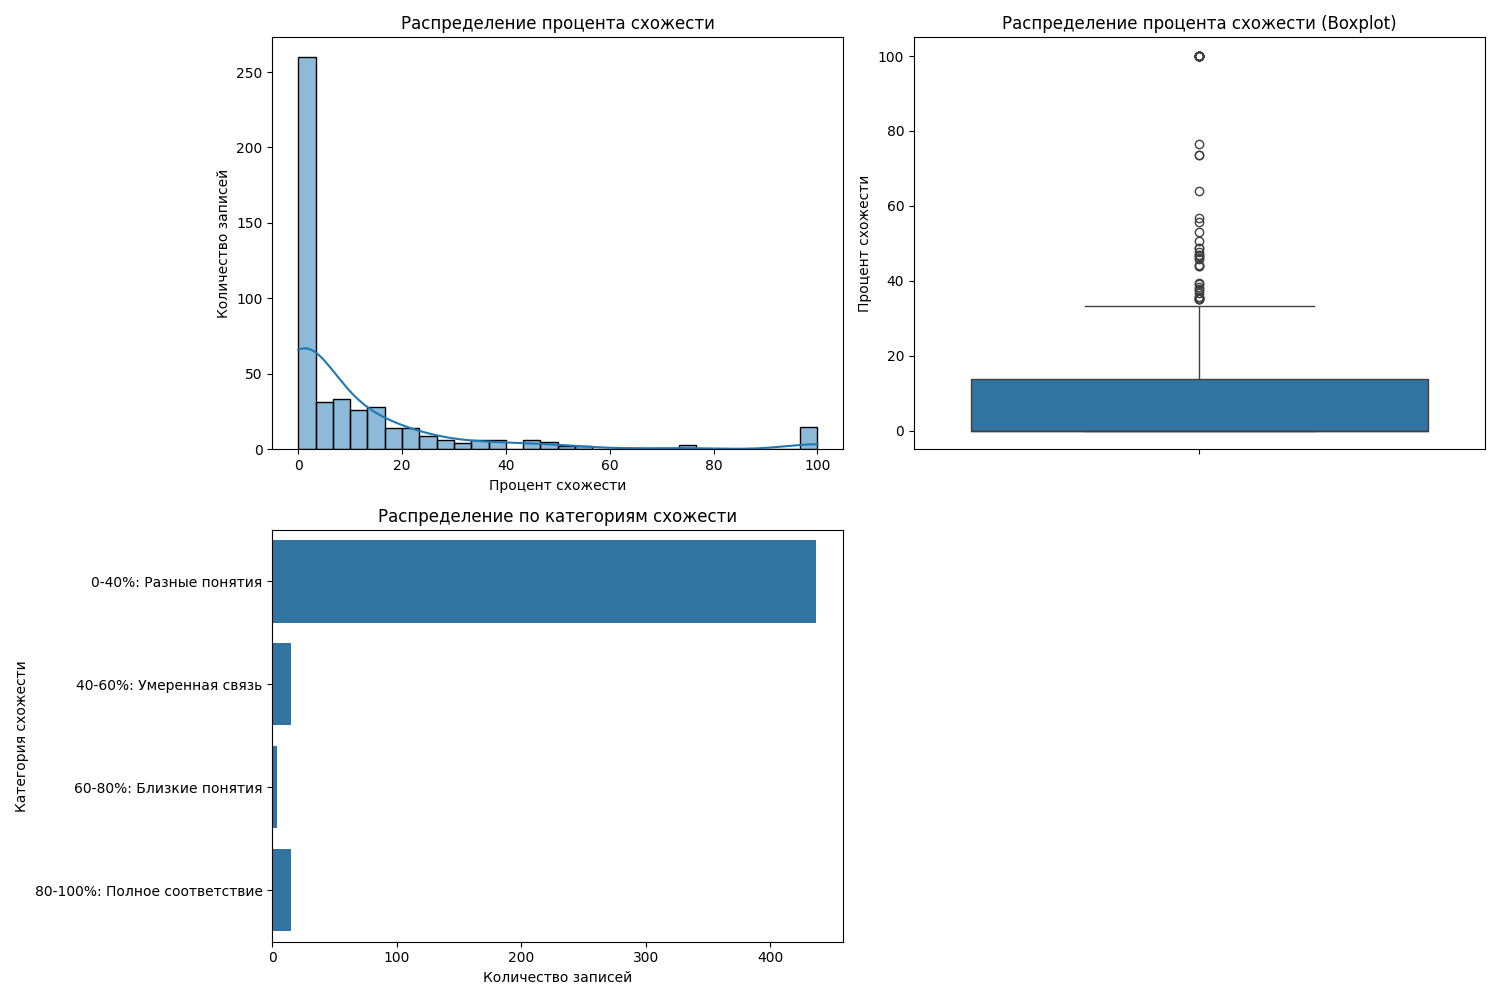 Распределение процента схожести
Количество записей
250
200
150
100
50
0
0 20 40 60 80 100
Процент схожести
Распределение процента схожести (Boxplot)
Процент схожести
100
80
60
40
20
0
Распределение по категориям схожести
Категория схожести
0-40%: Разные понятия
40-60%: Умеренная связь
60-80%: Близкие понятия
80-100%: Полное соответствие
0 100 200 300 400
Количество записей